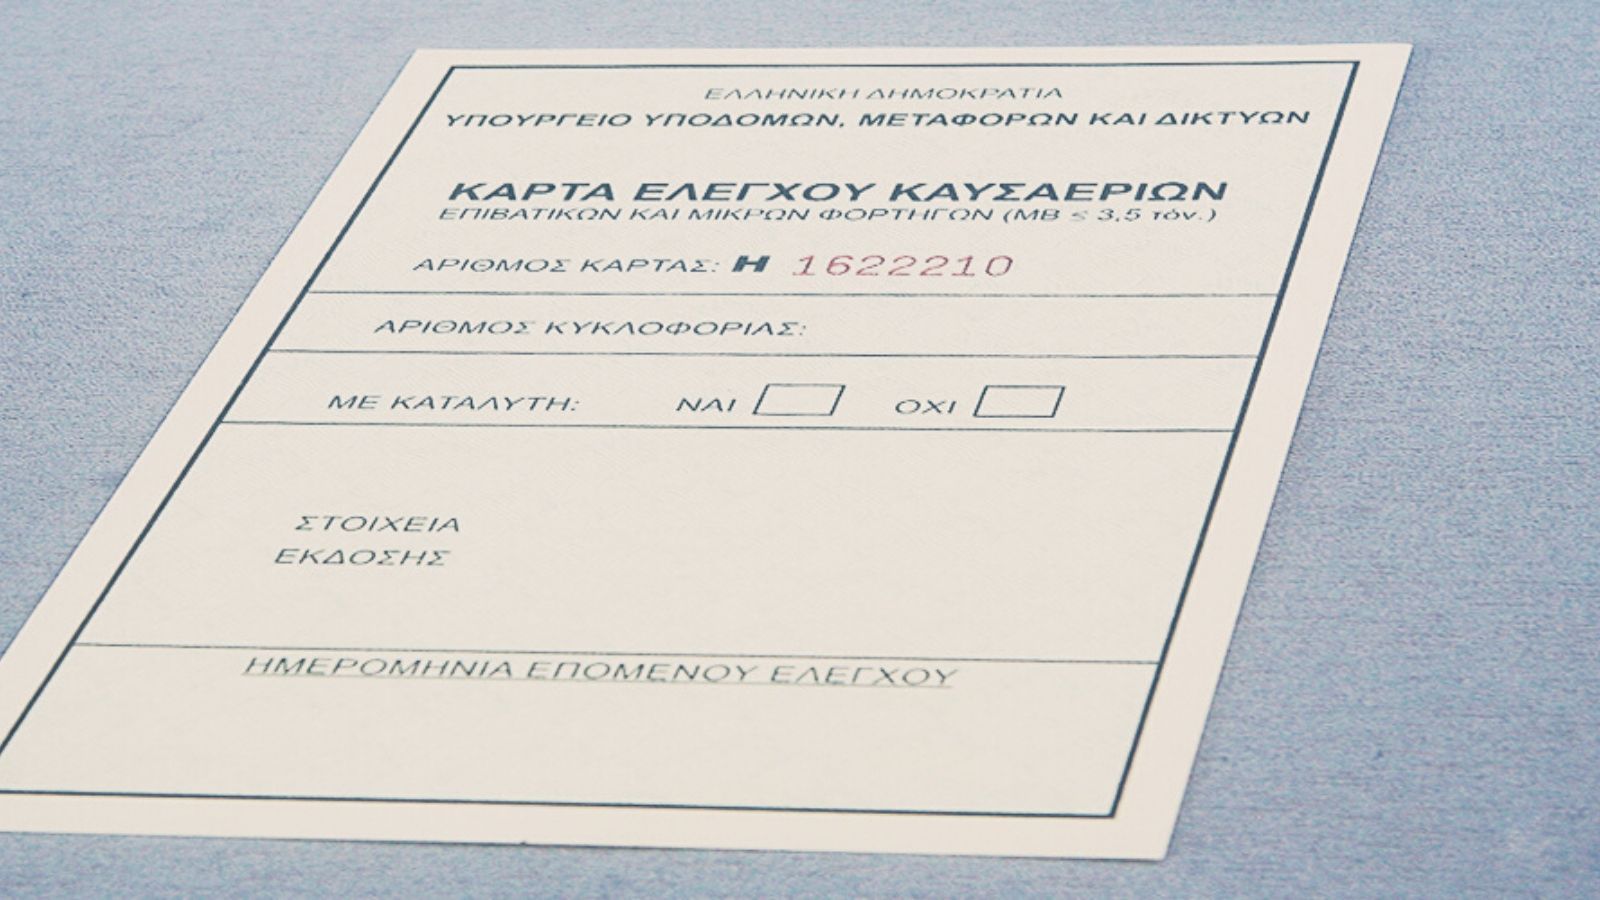 ΕΛΛΗΝΙΚΗ ΔΗΜΟΚΡΑΤΙΑ
ΥΠΟΥΡΓΕΙΟ ΥΠΟΔΟΜΩΝ, ΜΕΤΑΦΟΡΩΝ ΚΑΙ ΔΙΚΤΥΩΝ
ΚΑΡΤΑ ΕΛΕΓΧΟΥ ΚΑΥΣΑΕΡΙΩΝ
ΕΠΙΒΑΤΙΚΩΝ ΚΑΙ ΜΙΚΡΩΝ ΦΟΡΤΗΓΩΝ (ΜΒ ≤ 3,5 τόν.)
ΑΡΙΘΜΟΣ ΚΑΡΤΑΣ: Η 1622210
ΑΡΙΘΜΟΣ ΚΥΚΛΟΦΟΡΙΑΣ:
ΜΕ ΚΑΤΑΛΥΤΗ: ΝΑΙ ΟΧΙ
ΣΤΟΙΧΕΙΑ
ΕΚΔΟΣΗΣ
ΗΜΕΡΟΜΗΝΙΑ ΕΠΟΜΕΝΟΥ ΕΛΕΓΧΟΥ